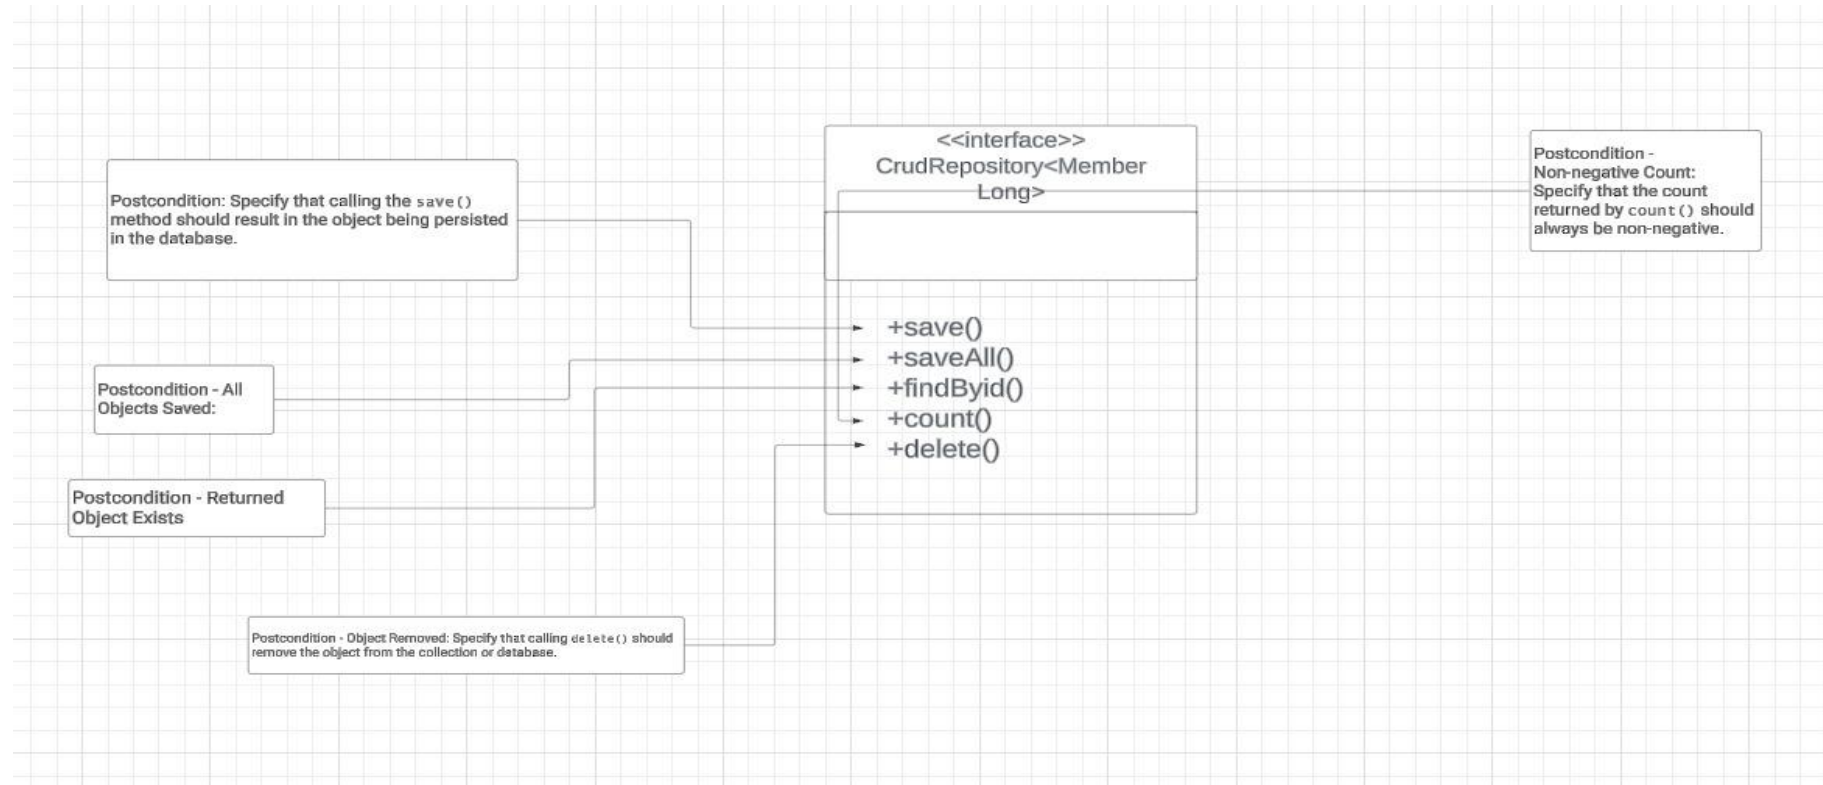 <<interface>>
CrudRepository<Member
Long>
Postcondition -
Non-negative Count:
Specify that the count
returned by count() should
always be non-negative.
Postcondition: Specify that calling the save()
method should result in the object being persisted
in the database.
+save()
+saveAll()
+findByid()
+count()
+delete()
Postcondition - All
Objects Saved:
Postcondition - Returned
Object Exists
Postcondition - Object Removed: Specify that calling delete() should
remove the object from the collection or database.